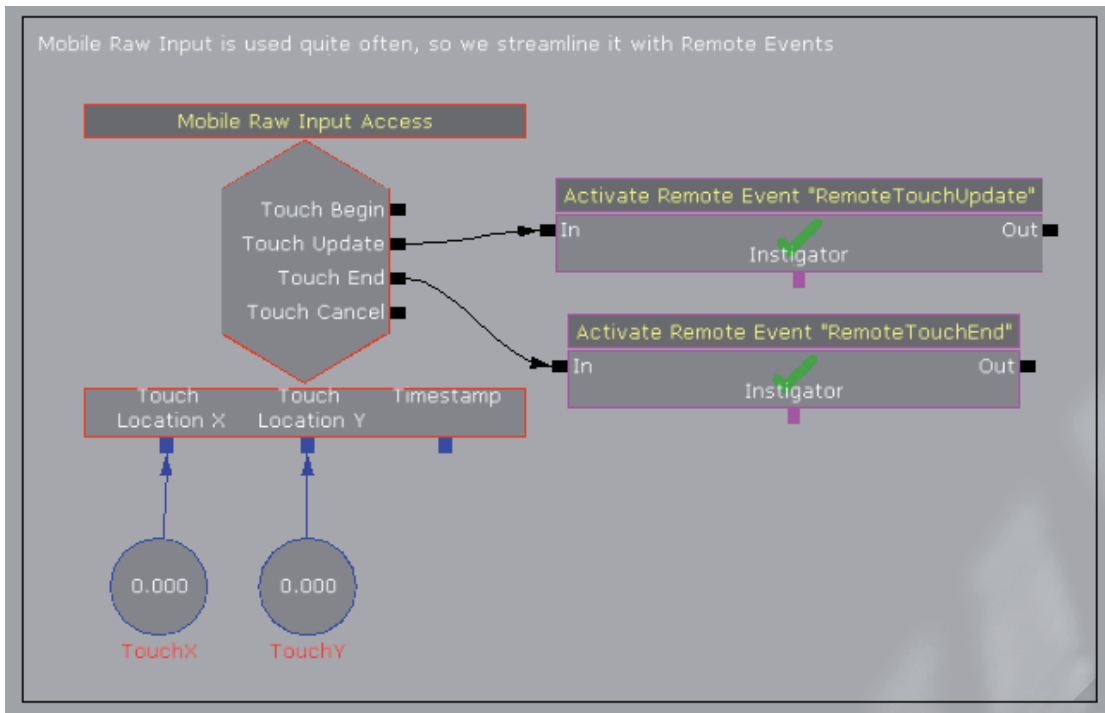 Mobile Raw Input is used quite often, so we streamline it with Remote Events
Mobile Raw Input Access
Touch Begin
Touch Update
Touch End
Touch Cancel
Activate Remote Event "RemoteTouchUpdate"
In
Out
Instigator
Activate Remote Event "RemoteTouchEnd"
In
Out
Instigator
Touch
Location X
Touch
Location Y
Timestamp
0.000
TouchX
0.000
TouchY